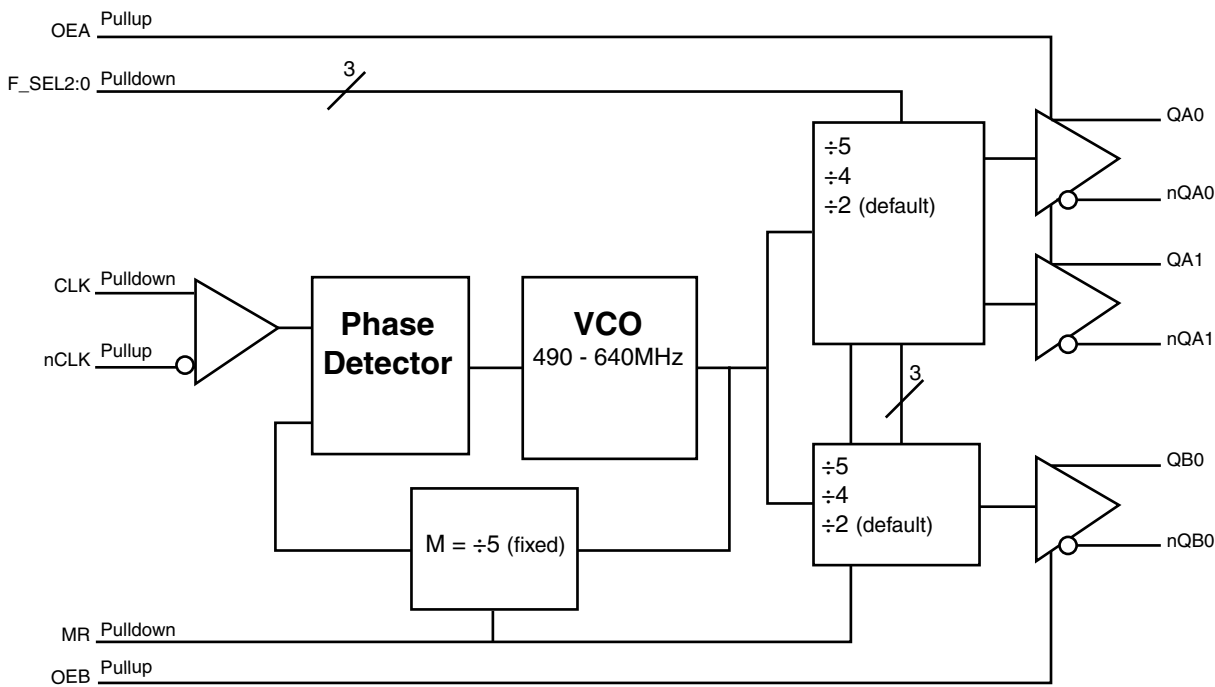 OEA Pullup
F_SEL2:0 Pulldown
3
÷5
÷4
÷2 (default)
QA0
nQA0
QA1
nQA1
CLK Pulldown
nCLK Pullup
Phase
Detector
VCO
490 - 640MHz
3
÷5
÷4
÷2 (default)
QB0
nQB0
M = ÷5 (fixed)
MR Pulldown
OEB Pullup